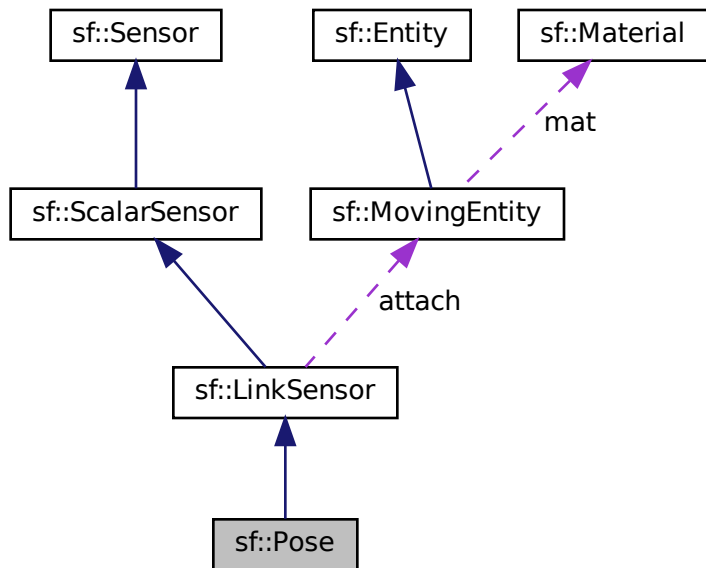 sf::Sensor
sf::Entity
sf::Material
mat
sf::ScalarSensor
sf::MovingEntity
attach
sf::LinkSensor
sf::Pose